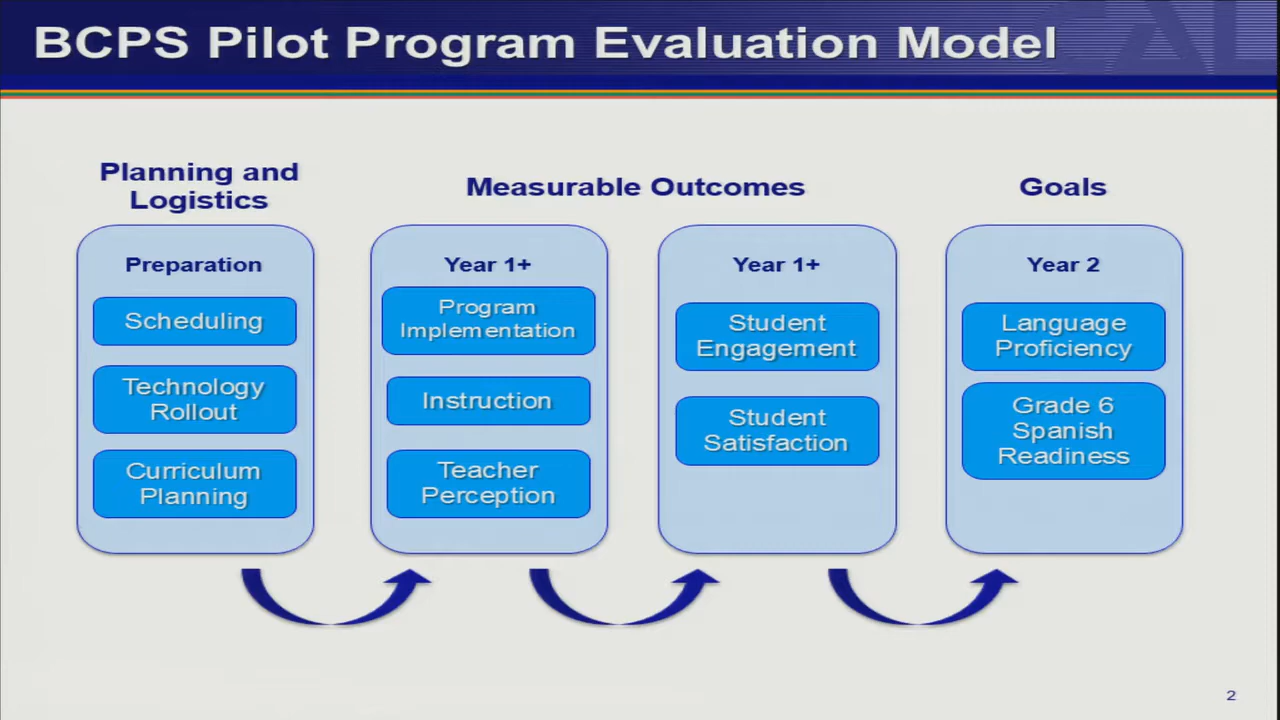 BCPS Pilot Program Evaluation Model
CAL
Planning and
Logistics
Measurable Outcomes
Goals
Preparation
Scheduling
Technology
Rollout
Curriculum
Planning
Year 1+
Program
Implementation
Instruction
Teacher
Perception
Year 1+
Student
Engagement
Student
Satisfaction
Year 2
Language
Proficiency
Grade 6
Spanish
Readiness
2